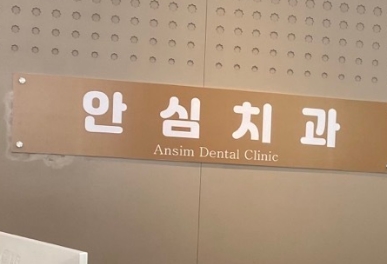 안심치과
Ansim Dental Clinic